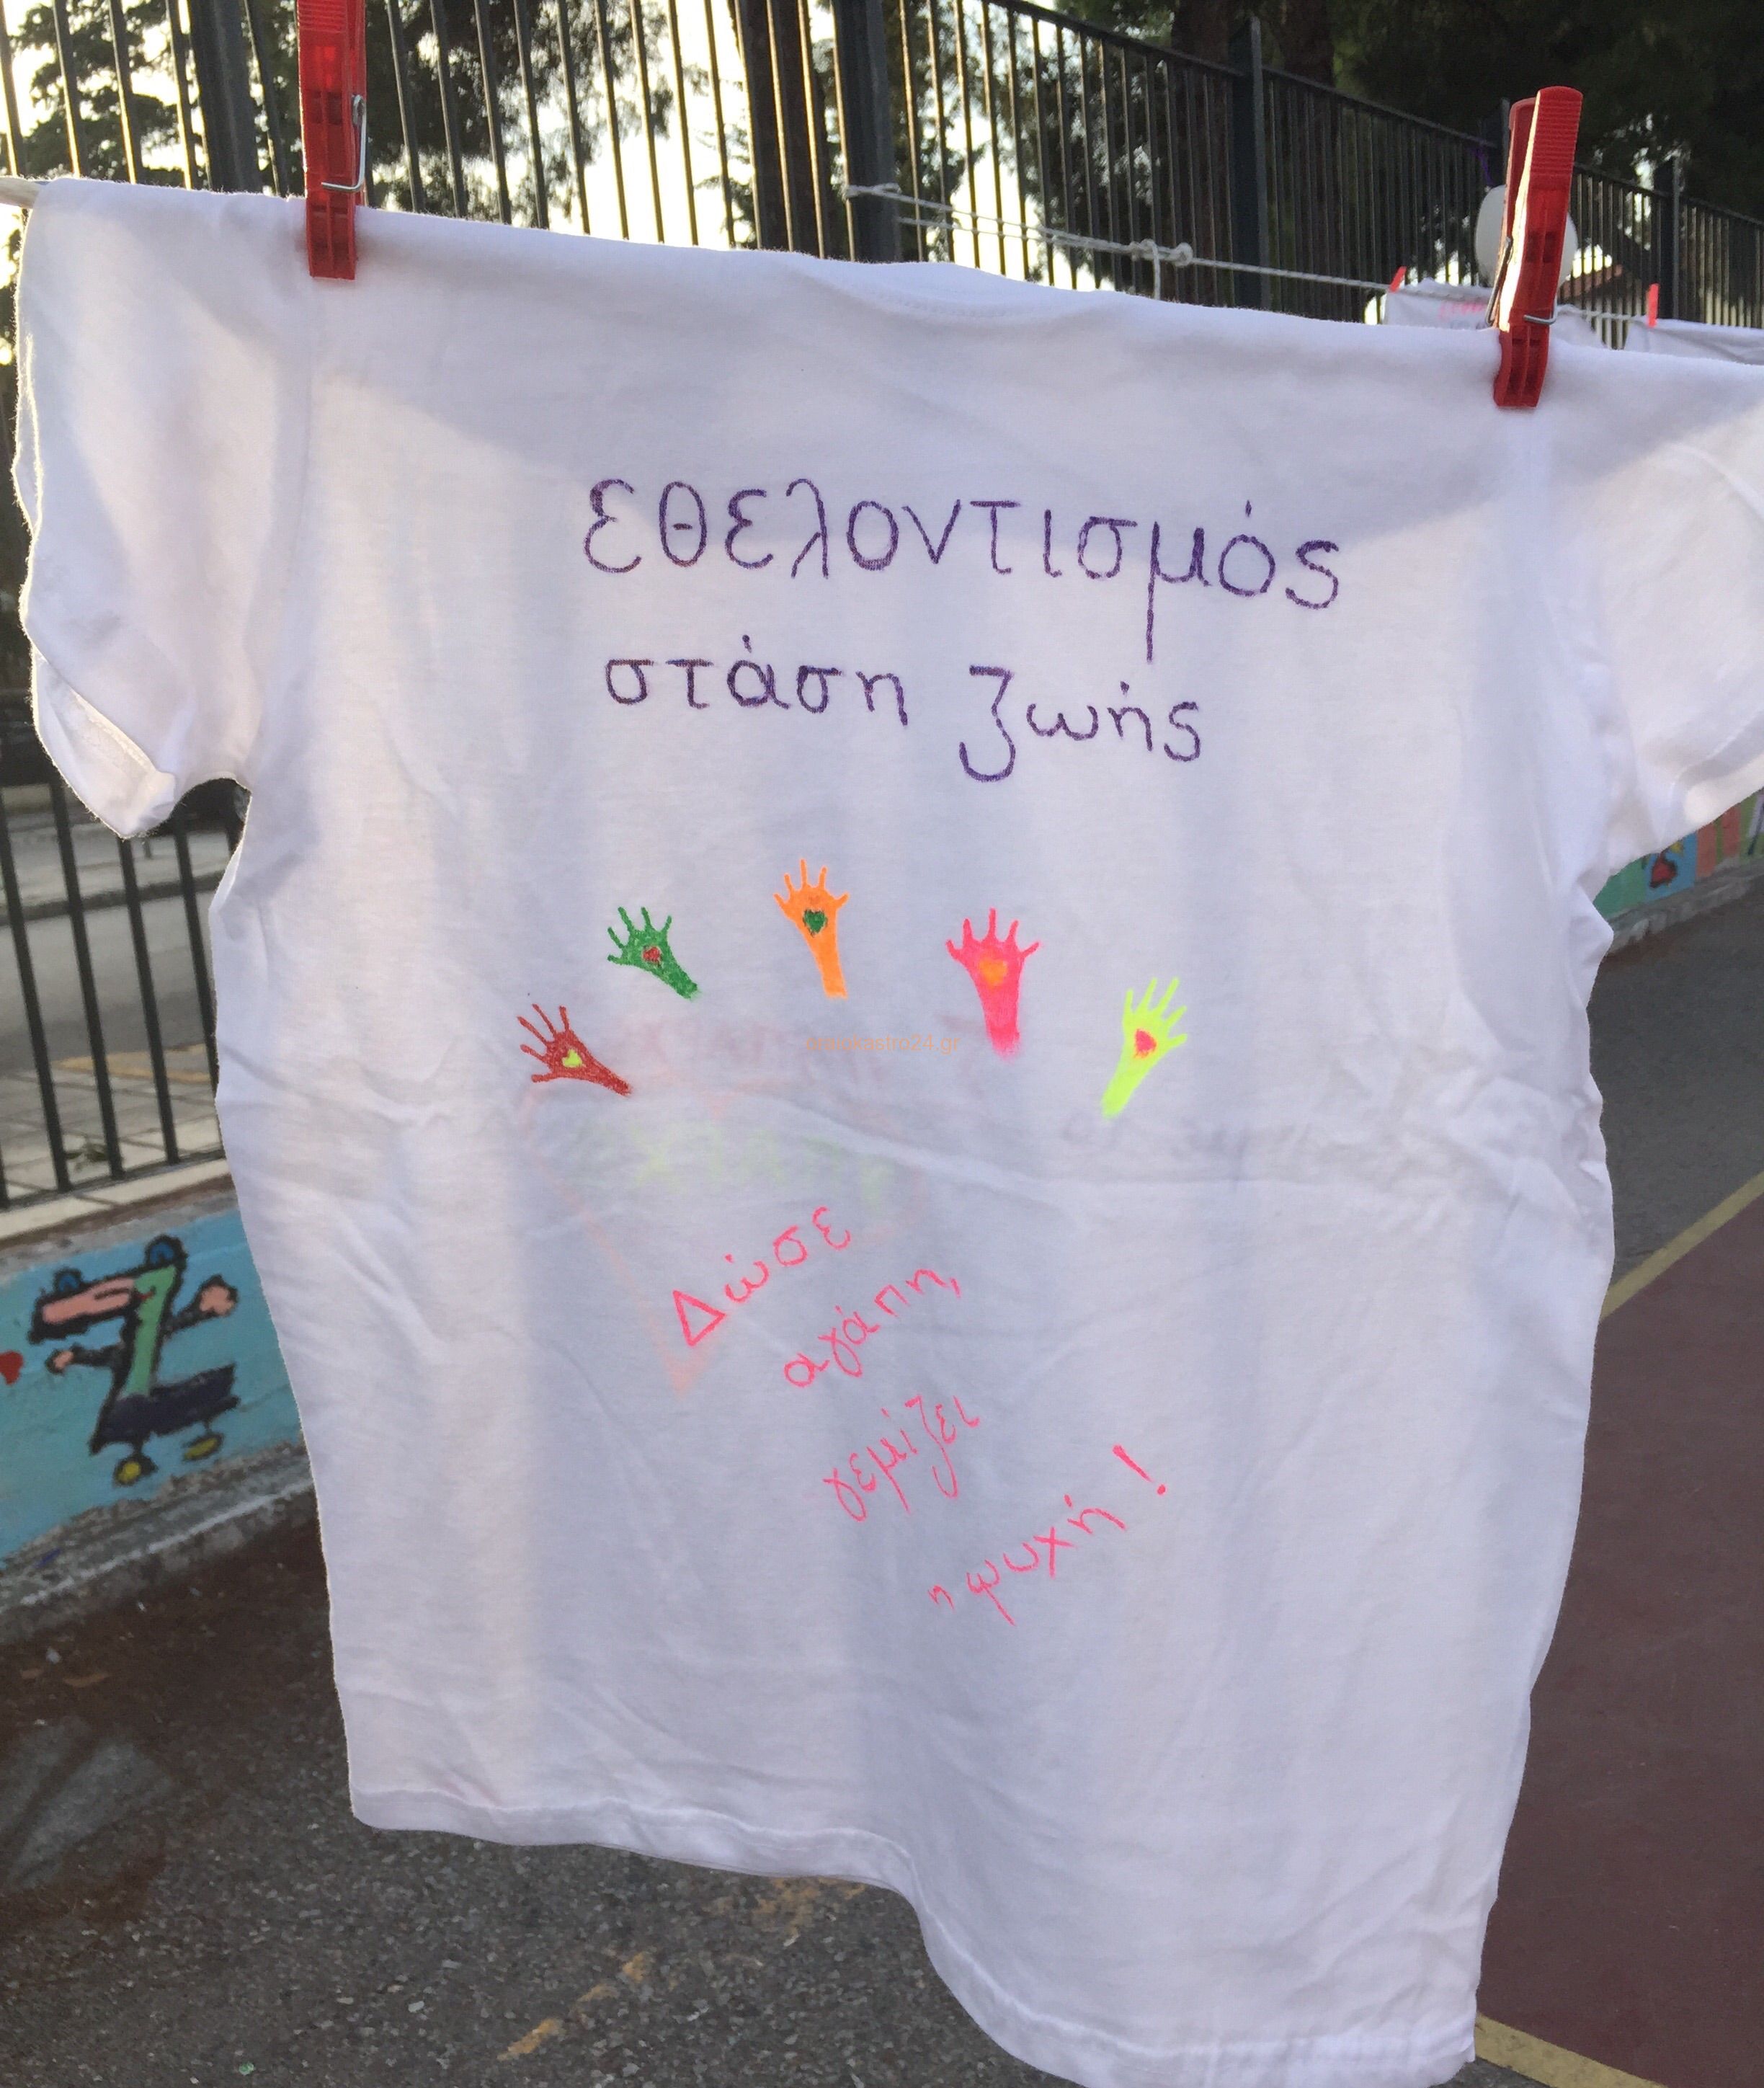 εθελοντισμός
στάση ζωής
Δώσε
αγάπη,
γεμίζει
η ψυχή!